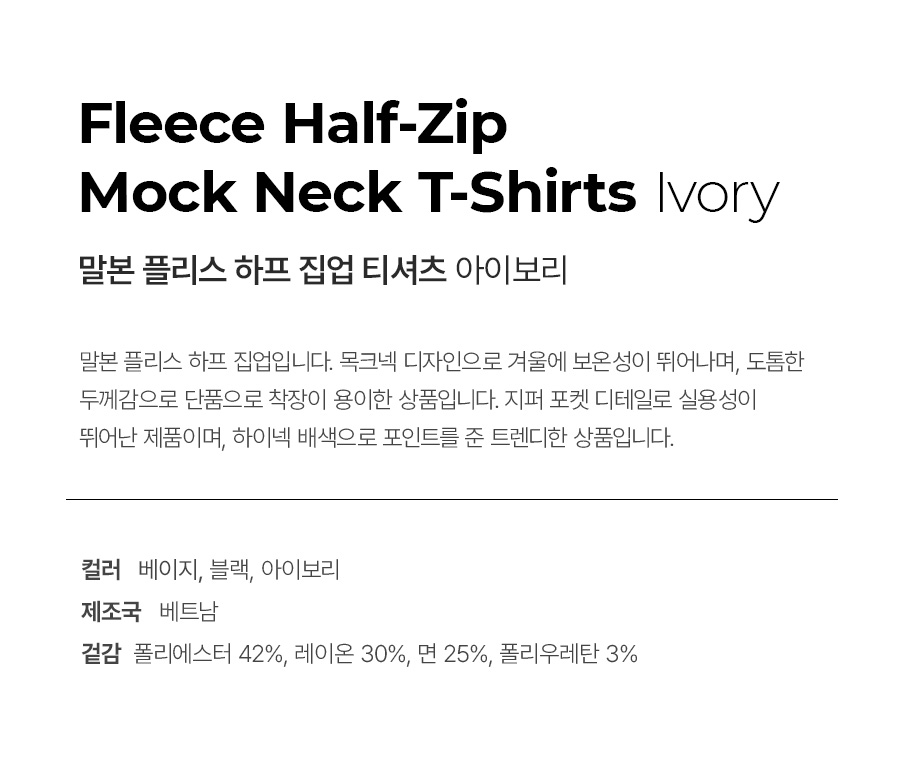 Fleece Half-Zip
Mock Neck T-Shirts Ivory
말본 플리스 하프 집업 티셔츠 아이보리
말본 플리스 하프 집업입니다. 목크넥 디자인으로 겨울에 보온성이 뛰어나며, 도톰한
두께감으로 단품으로 착장이 용이한 상품입니다. 지퍼 포켓 디테일로 실용성이
뛰어난 제품이며, 하이넥 배색으로 포인트를 준 트렌디한 상품입니다.
컬러 베이지, 블랙, 아이보리
제조국 베트남
겉감 폴리에스터 42%, 레이온 30%, 면 25%, 폴리우레탄 3%